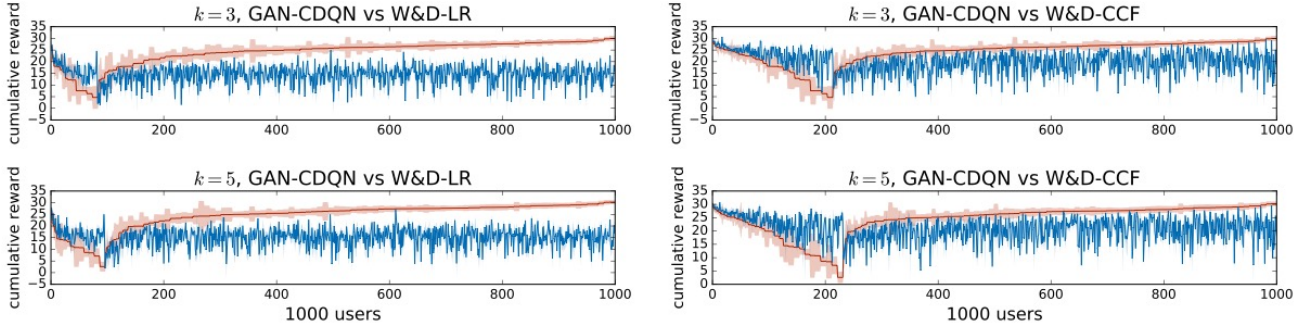 k = 3, GAN-CDQN vs W&D-LR
cumulative reward
35
30
25
20
15
10
5
0
−5
0 200 400 600 800 1000
k = 3, GAN-CDQN vs W&D-CCF
cumulative reward
35
30
25
20
15
10
5
0
−5
0 200 400 600 800 1000
k = 5, GAN-CDQN vs W&D-LR
cumulative reward
35
30
25
20
15
10
5
0
−5
0 200 400 600 800 1000
1000 users
k = 5, GAN-CDQN vs W&D-CCF
cumulative reward
35
30
25
20
15
10
5
0
0 200 400 600 800 1000
1000 users